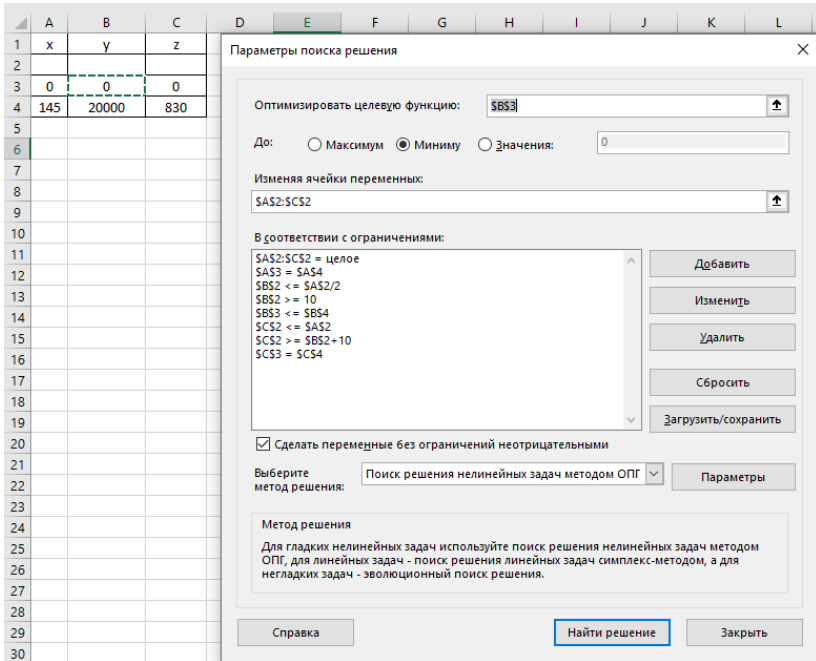 A B C D E F G H I J K L
1 x y z
2
3 0 0 0
4 145 20000 830
5
6
7
8
9
10
11
12
13
14
15
16
17
18
19
20
21
22
23
24
25
26
27
28
29
30
Параметры поиска решения
Оптимизировать целевую функцию: $B$3
До: Максимум Миниму Значения: 0
Изменяя ячейки переменных:
$A$2:$C$2
В соответствии с ограничениями:
$A$2:$C$2 = целое
$A$3 = $A$4
$B$2 <= $A$2/2
$B$2 >= 10
$B$3 <= $B$4
$C$2 <= $A$2
$C$2 >= $B$2+10
$C$3 = $C$4
Добавить
Изменить
Удалить
Сбросить
Загрузить/сохранить
Сделать переменные без ограничений неотрицательными
Выберите
метод решения:
Поиск решения нелинейных задач методом ОПГ
Параметры
Метод решения
Для гладких нелинейных задач используйте поиск решения нелинейных задач методом
ОПГ, для линейных задач - поиск решения линейных задач симплекс-методом, а для
негладких задач - эволюционный поиск решения.
Справка Найти решение Закрыть